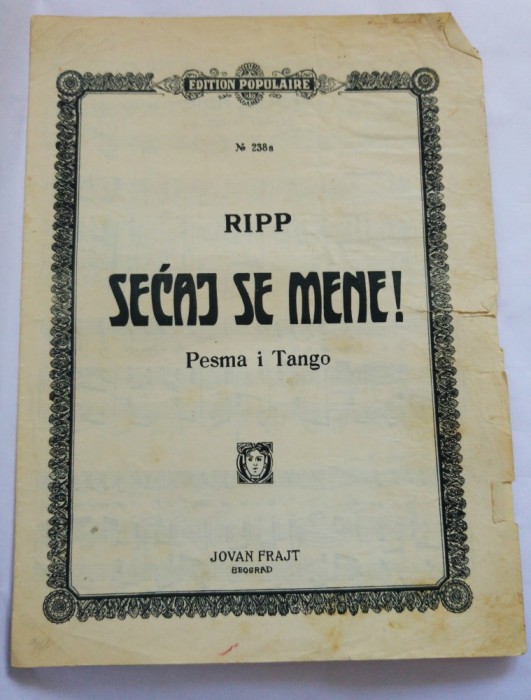 EDITION POPULAIRE
№ 238a
RIPP
SEĆAJ SE MENE!
Pesma i Tango
JOVAN FRAJT
BEOGRAD